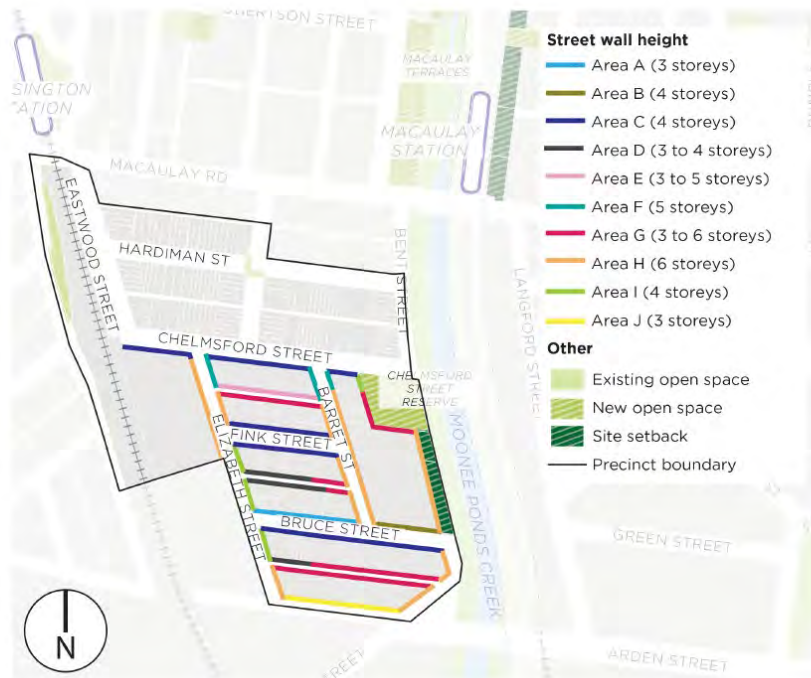 OBERTSON STREET
MACAULAY
TERRACES
SINGTON
ATION
MACAULAY
STATION
MACAULAY RD
EASTWOOD STREET
HARDIMAN ST
BENT STREET
LANGFORD STREET
CHELMSFORD STREET
CHELMSFORD
STREET
RESERVE
BARRET ST
FINK STREET
ELIZABETH STREET
BRUCE STREET
MOONEE PONDS CREEK
GREEN STREET
STREET
ARDEN STREET
N
Street wall height
Area A (3 storeys)
Area B (4 storeys)
Area C (4 storeys)
Area D (3 to 4 storeys)
Area E (3 to 5 storeys)
Area F (5 storeys)
Area G (3 to 6 storeys)
Area H (6 storeys)
Area I (4 storeys)
Area J (3 storeys)
Other
Existing open space
New open space
Site setback
Precinct boundary